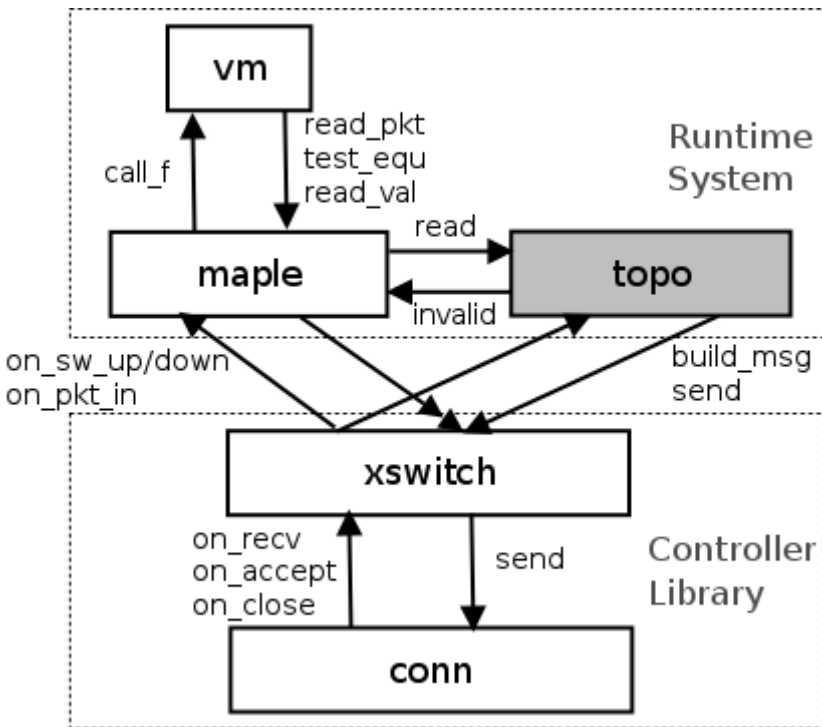 vm
call_f
read_pkt
test_equ
read_val
Runtime
System
maple
read
invalid
topo
on_sw_up/down
on_pkt_in
build_msg
send
xswitch
on_recv
on_accept
on_close
send
Controller
Library
conn